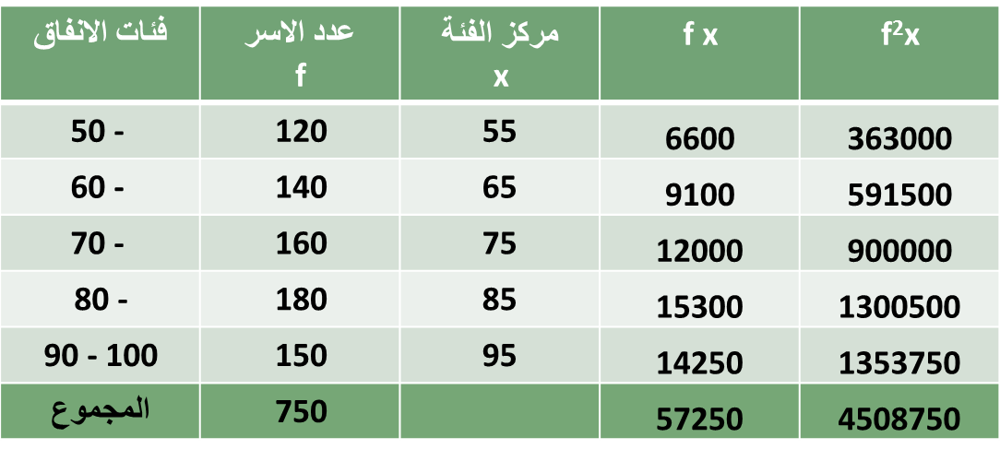 فئات الانفاق	عدد الاسر f	مركز الفئة x	f x	f²x
50 -	120	55	6600	363000
60 -	140	65	9100	591500
70 -	160	75	12000	900000
80 -	180	85	15300	1300500
90 - 100	150	95	14250	1353750
المجموع	750		57250	4508750